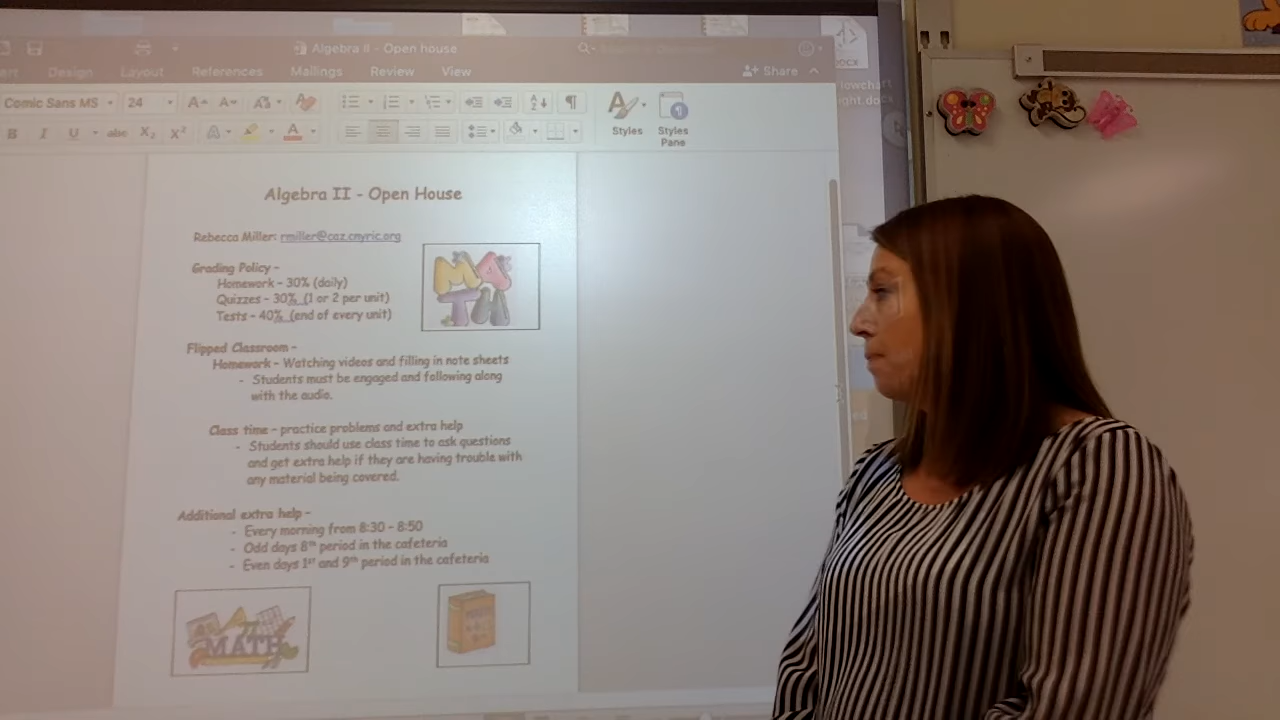 Algebra II - Open house
Design Layout References Mailings Review View
Share
Comic Sans MS 24
B I U abc X₂ X² A A
Styles Styles Pane
Algebra II - Open House
Rebecca Miller: rmiller@caz.cnyric.org
Grading Policy -
Homework - 30% (daily)
Quizzes - 30% (1 or 2 per unit)
Tests - 40% (end of every unit)
MATH
Flipped Classroom -
Homework - Watching videos and filling in note sheets
- Students must be engaged and following along
with the audio.
Class time - practice problems and extra help
- Students should use class time to ask questions
and get extra help if they are having trouble with
any material being covered.
Additional extra help -
- Every morning from 8:30 - 8:50
- Odd days 8th period in the cafeteria
- Even days 1st and 9th period in the cafeteria
MATH